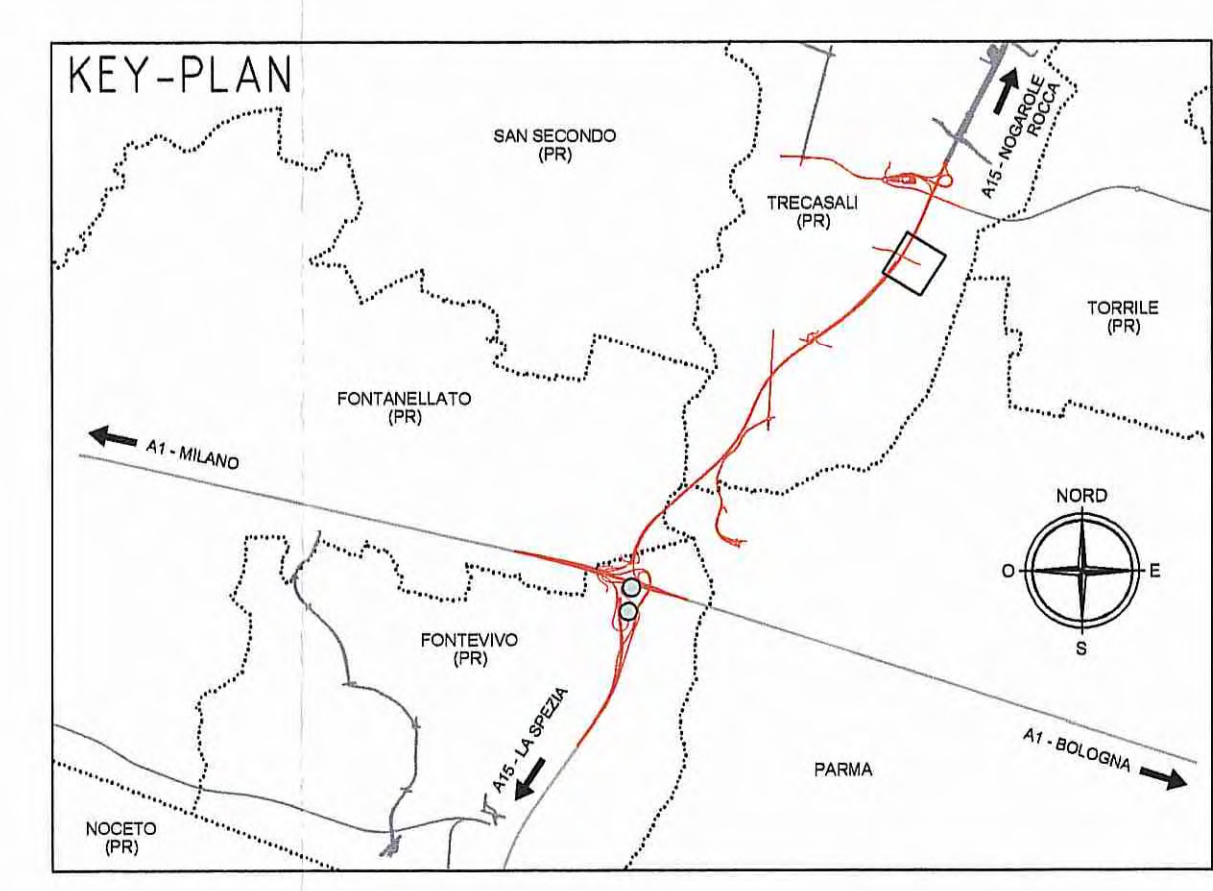 KEY-PLAN
SAN SECONDO
(PR)
A15 - NOGAROLE
ROCCA
TRECASALI
(PR)
TORRILE
(PR)
FONTANELLATO
(PR)
A1 - MILANO
NORD
O
E
S
FONTEVIVO
(PR)
A15 - LA SPEZIA
A1 - BOLOGNA
PARMA
NOCETO
(PR)